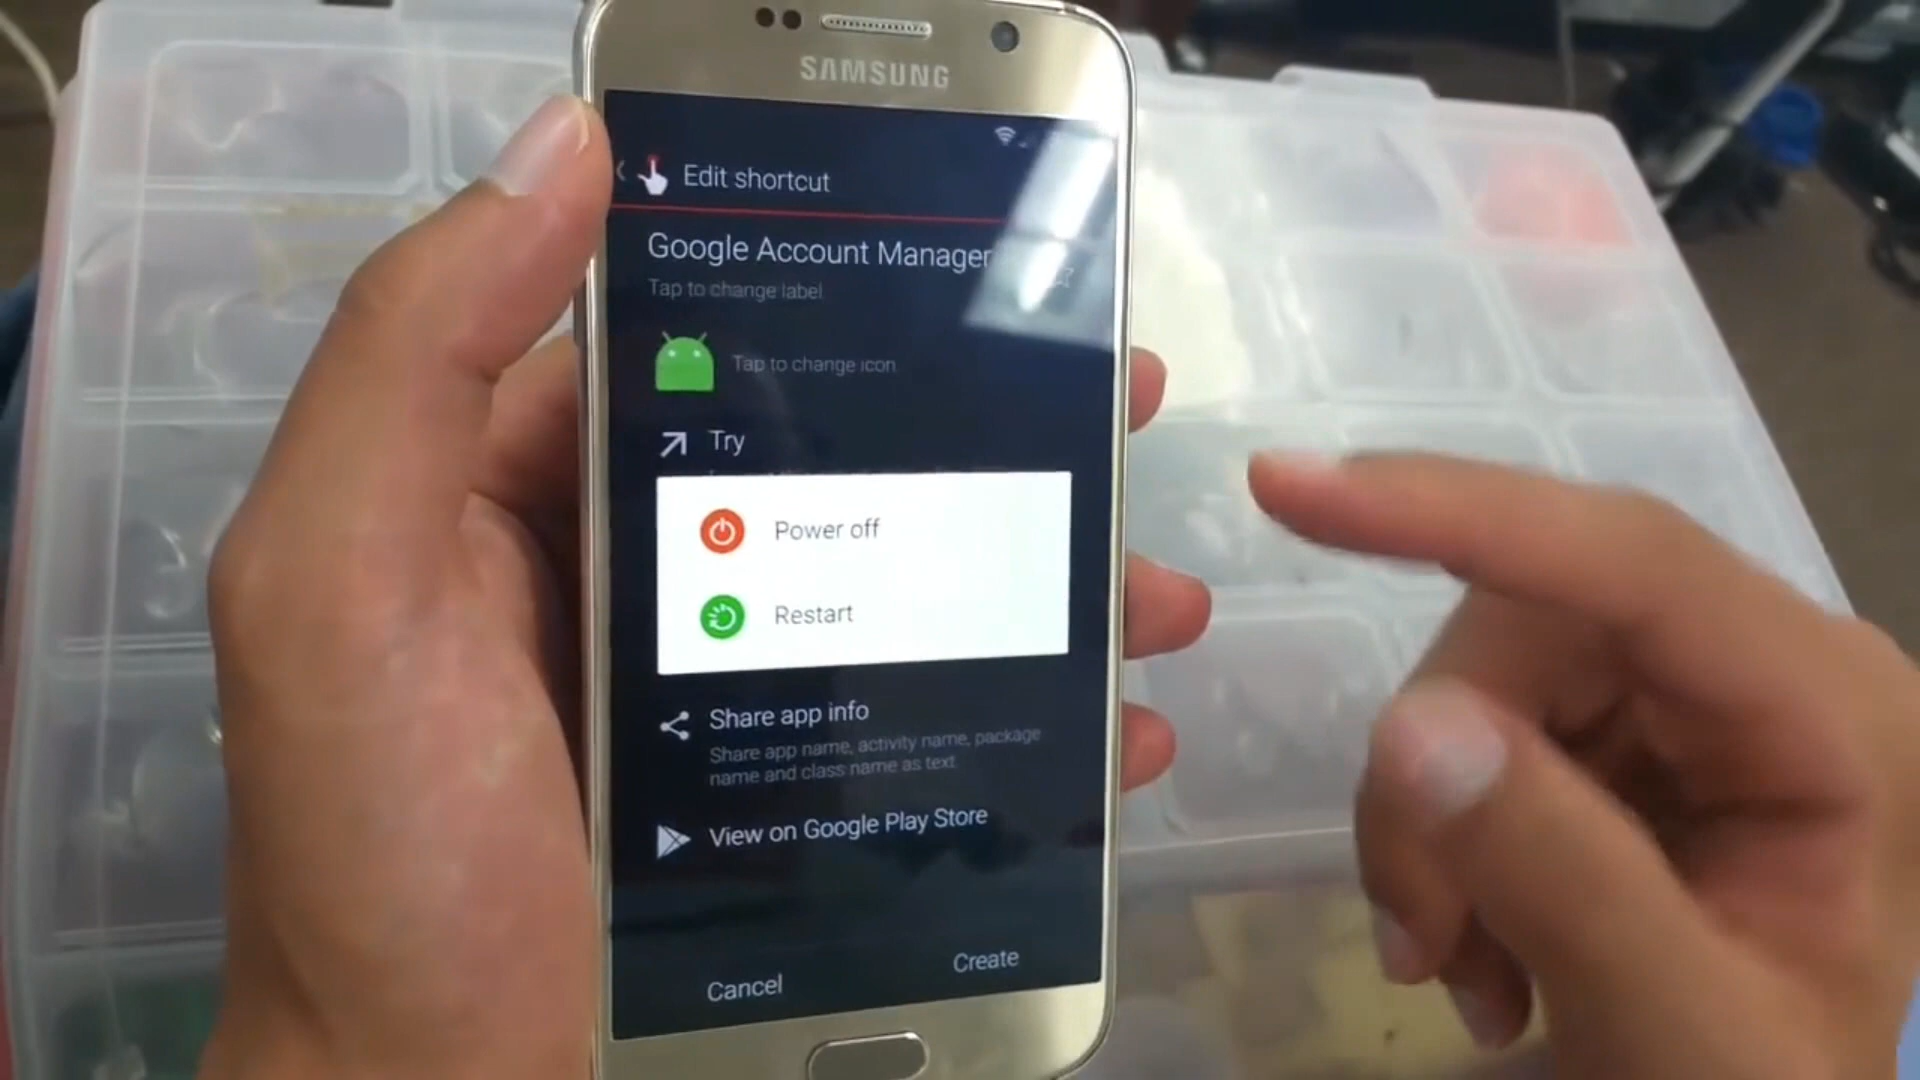 SAMSUNG
Edit shortcut
Google Account Manager
Tap to change label
Tap to change icon
Try
Power off
Restart
Share app info
Share app name, activity name, package
name and class name as text
View on Google Play Store
Create
Cancel